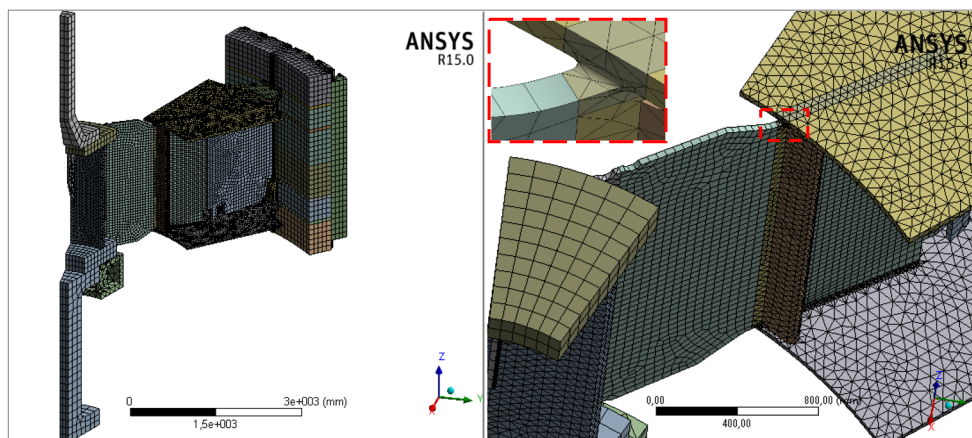 ANSYS
R15.0
Z
Y
X
0
3e+003 (mm)
1,5e+003
ANSYS
R15.0
Z
X
0,00
800,00 (mm)
400,00